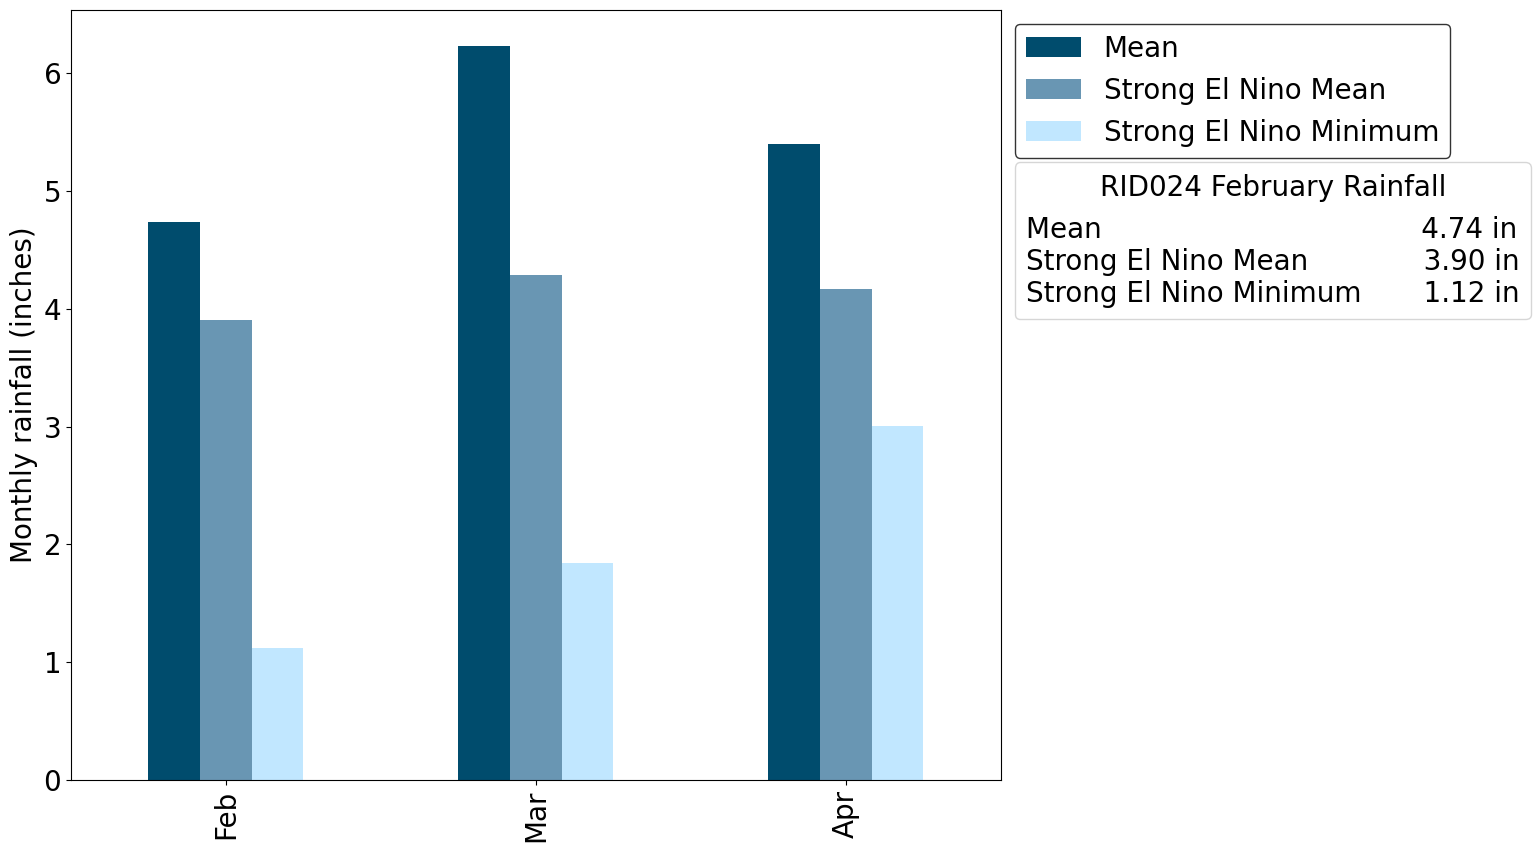 Monthly rainfall (inches)
6
5
4
3
2
1
0
Feb
Mar
Apr
Mean
Strong El Nino Mean
Strong El Nino Minimum
RID024 February Rainfall
Mean 4.74 in
Strong El Nino Mean 3.90 in
Strong El Nino Minimum 1.12 in